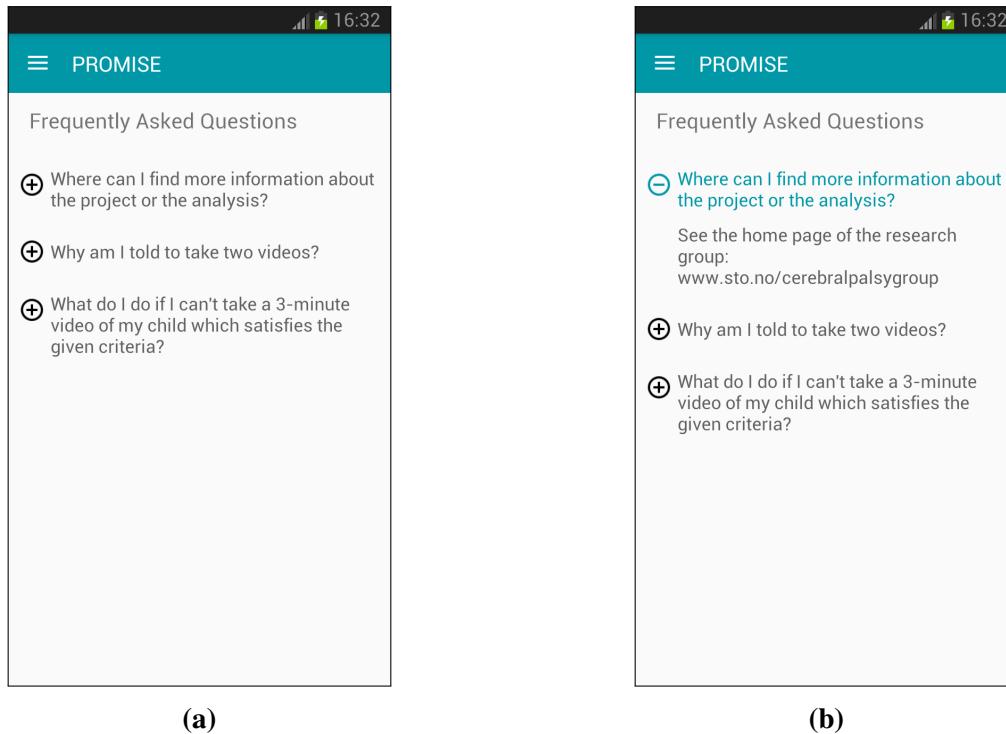 16:32
PROMISE
Frequently Asked Questions
Where can I find more information about
the project or the analysis?
Why am I told to take two videos?
What do I do if I can't take a 3-minute
video of my child which satisfies the
given criteria?
(a)
16:32
PROMISE
Frequently Asked Questions
Where can I find more information about
the project or the analysis?
See the home page of the research
group:
www.sto.no/cerebralpalsygroup
Why am I told to take two videos?
What do I do if I can't take a 3-minute
video of my child which satisfies the
given criteria?
(b)